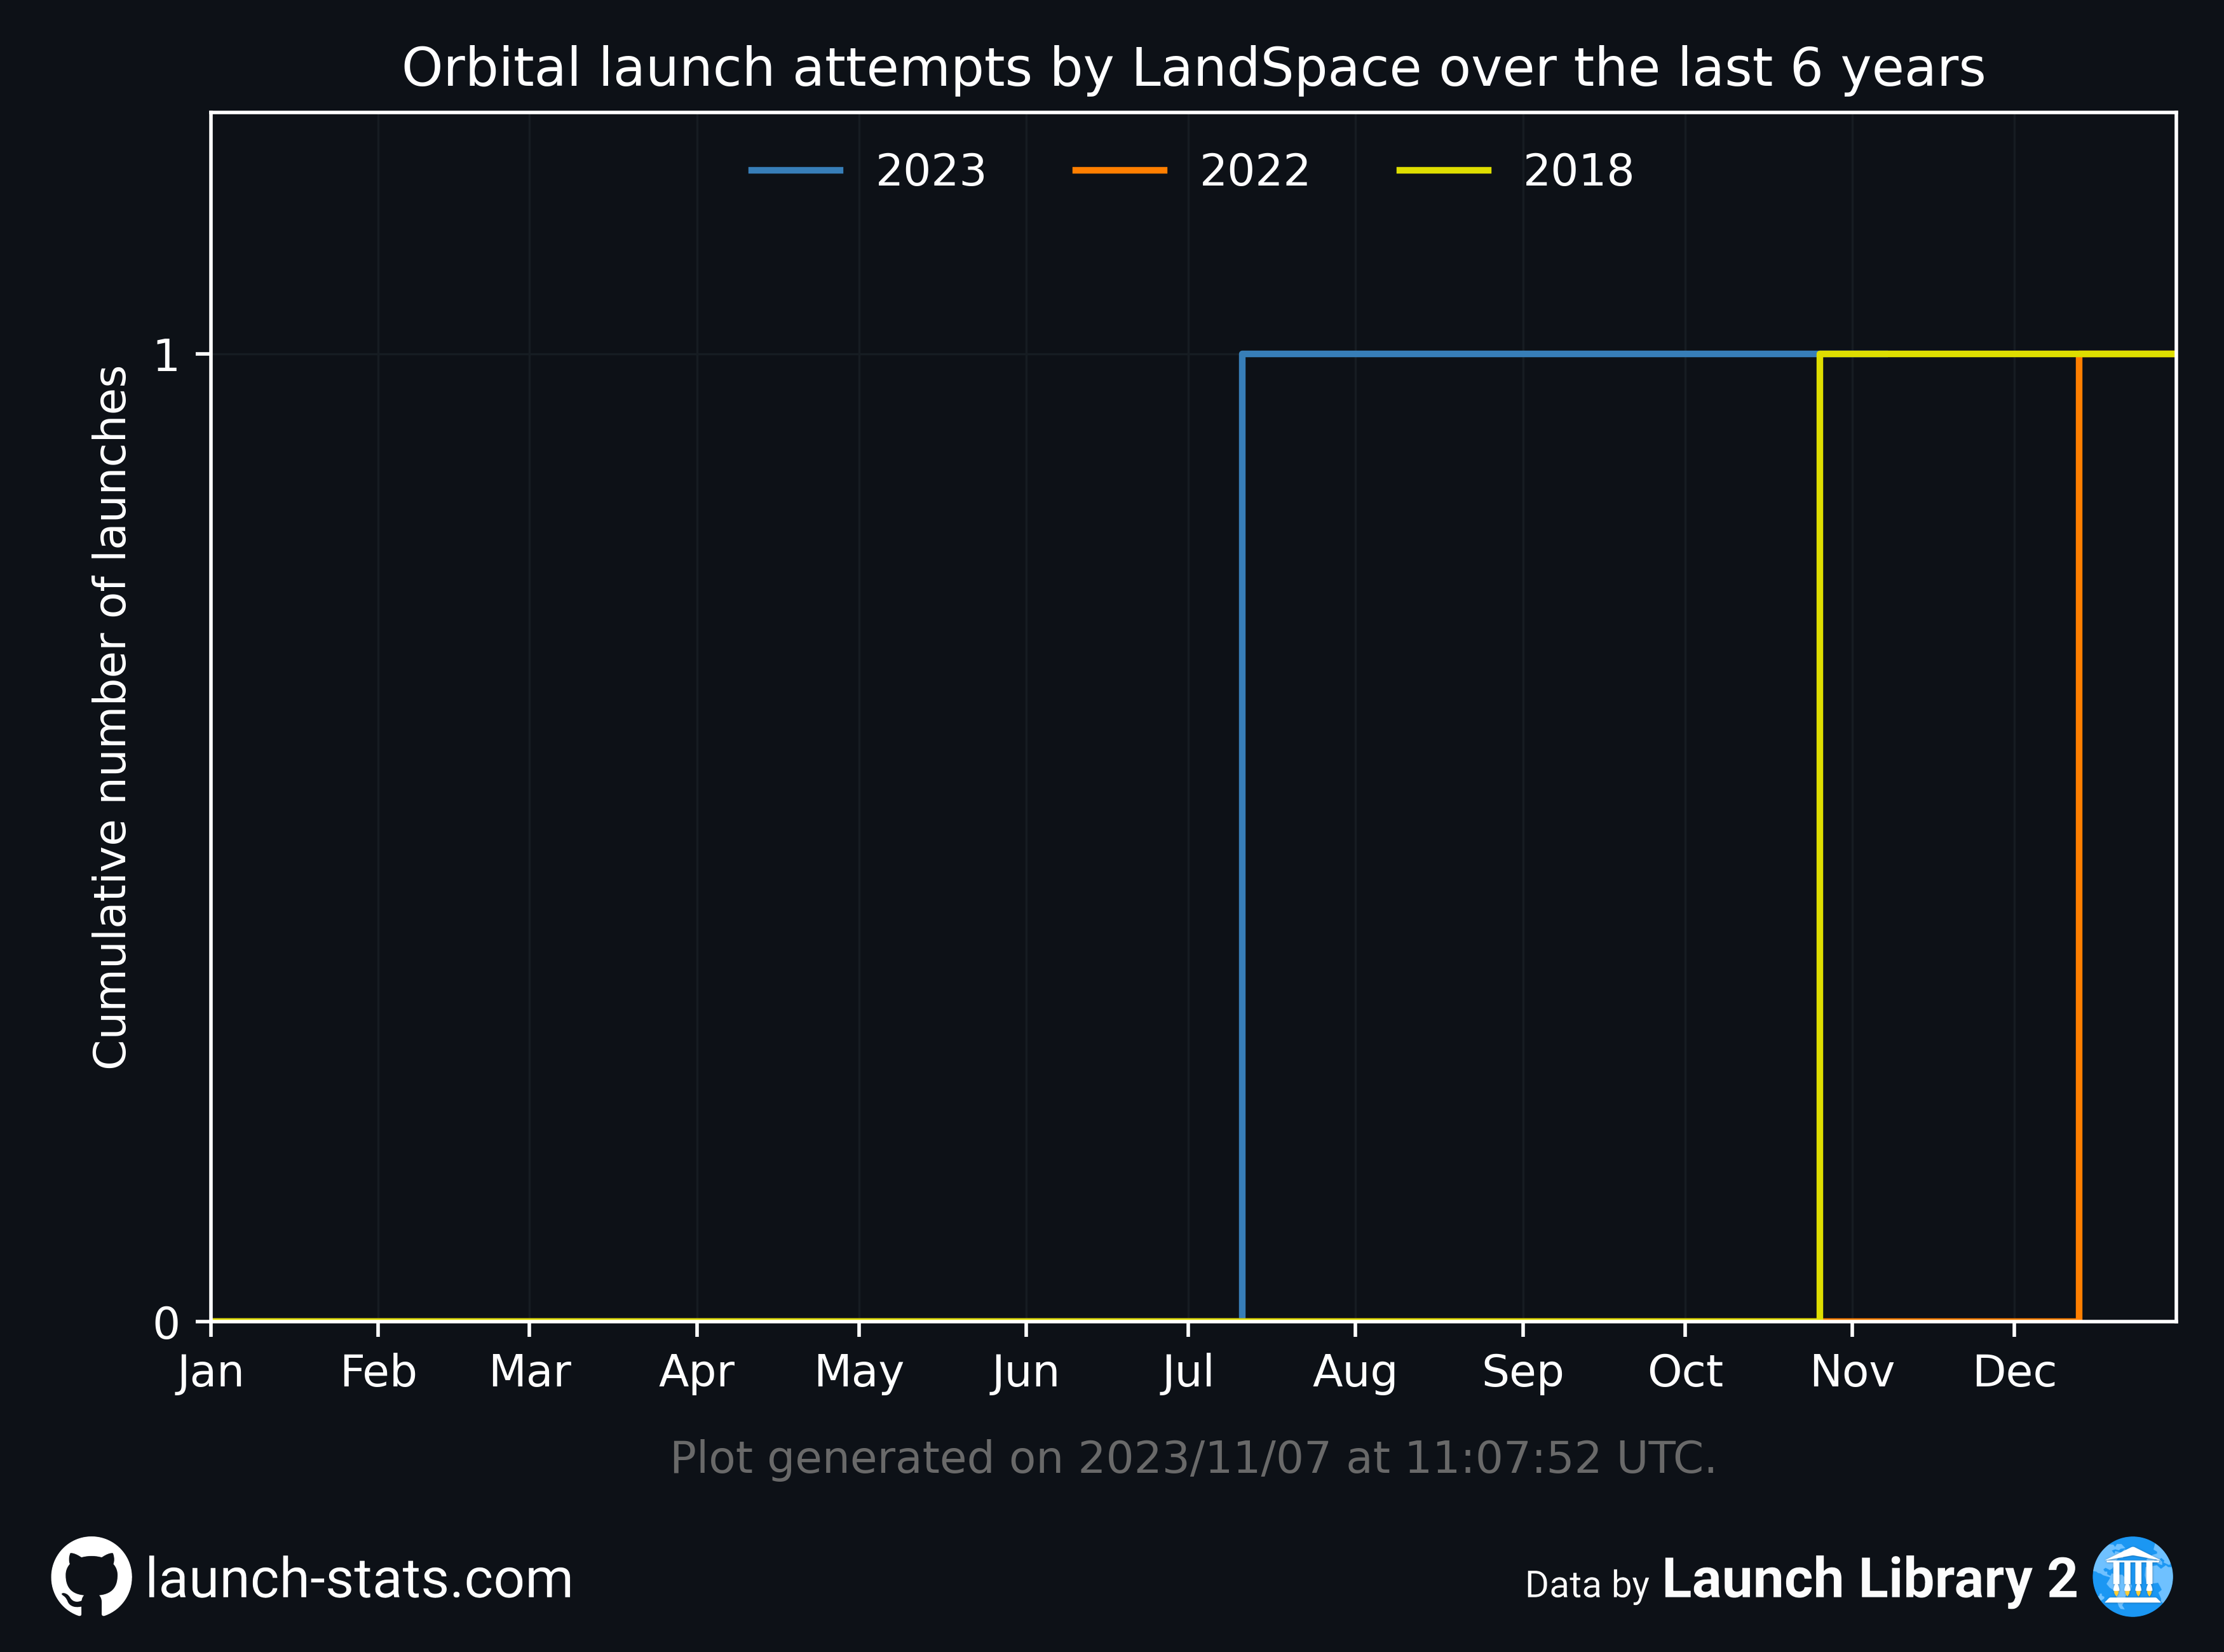 Orbital launch attempts by LandSpace over the last 6 years
2023 2022 2018
Cumulative number of launches
1
0
Jan Feb Mar Apr May Jun Jul Aug Sep Oct Nov Dec
Plot generated on 2023/11/07 at 11:07:52 UTC.
launch-stats.com
Data by Launch Library 2